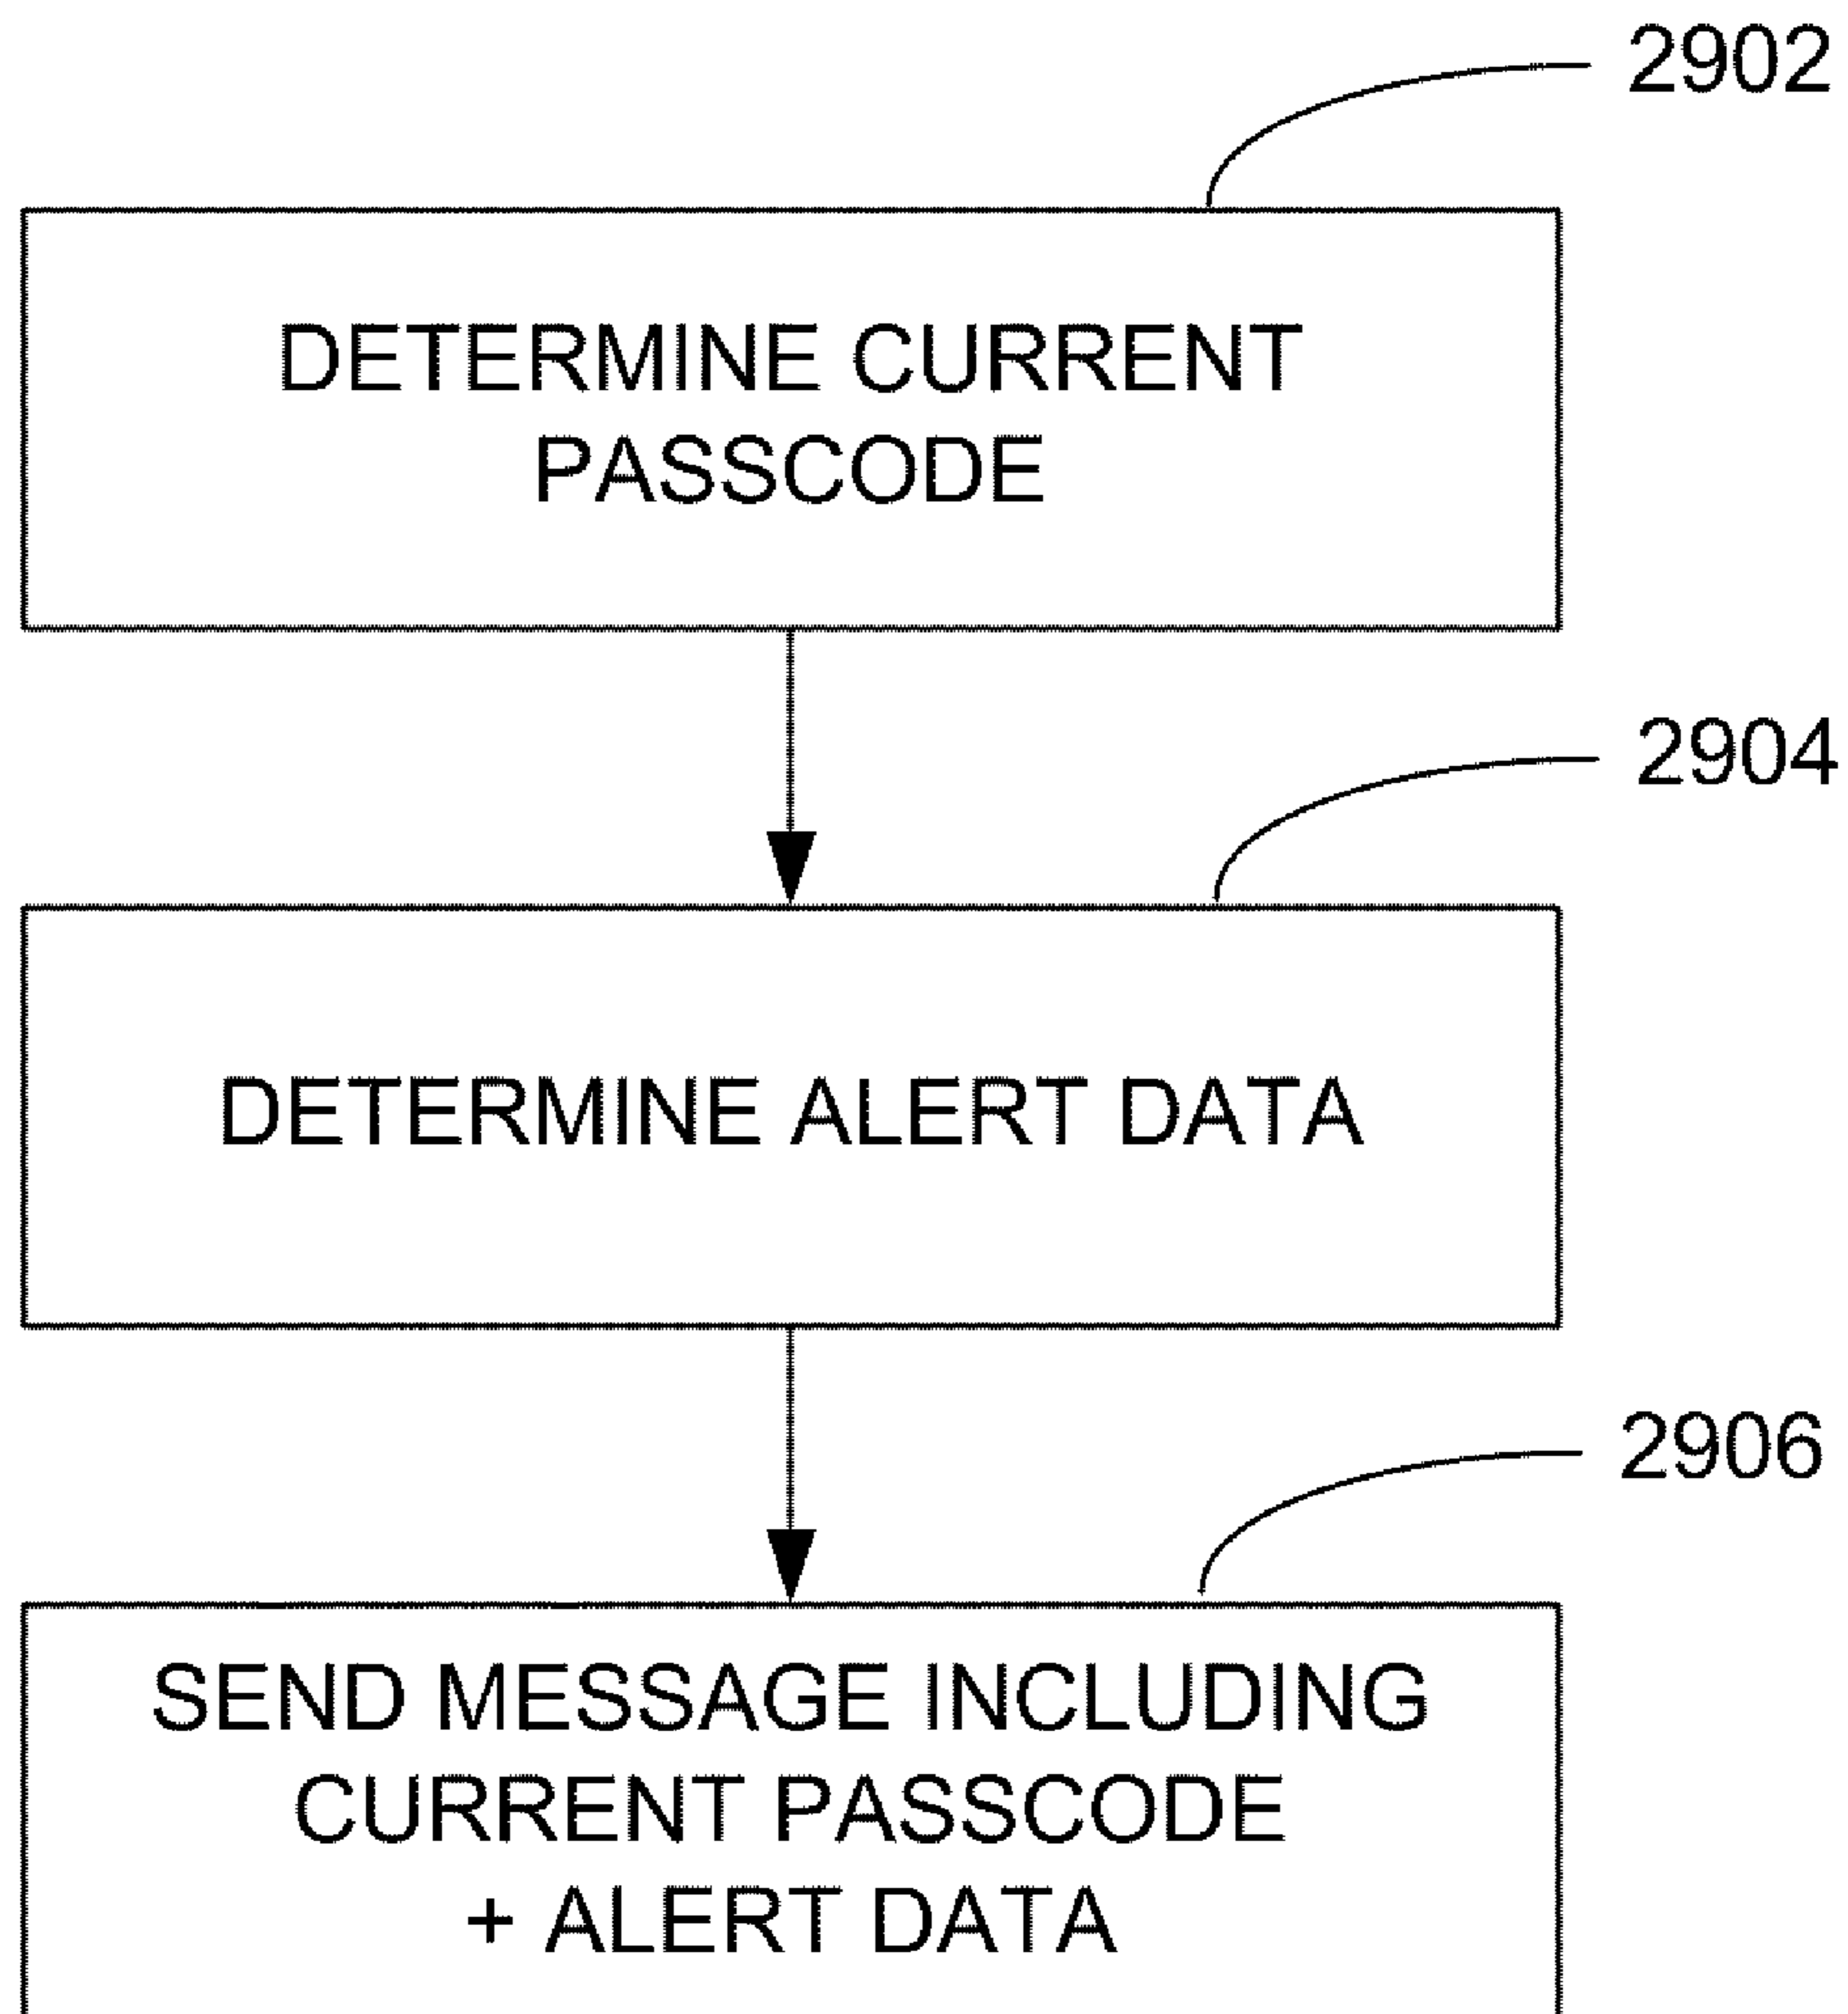 2902
DETERMINE CURRENT
PASSCODE
2904
DETERMINE ALERT DATA
2906
SEND MESSAGE INCLUDING
CURRENT PASSCODE
+ ALERT DATA